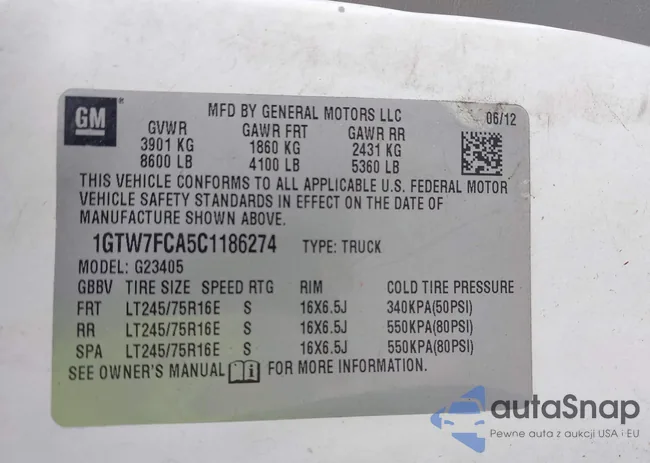 GM
MFD BY GENERAL MOTORS LLC
06/12
GVWR GAWR FRT GAWR RR
3901 KG 1860 KG 2431 KG
8600 LB 4100 LB 5360 LB
THIS VEHICLE CONFORMS TO ALL APPLICABLE U.S. FEDERAL MOTOR
VEHICLE SAFETY STANDARDS IN EFFECT ON THE DATE OF
MANUFACTURE SHOWN ABOVE.
1GTW7FCA5C1186274 TYPE: TRUCK
MODEL: G23405
GBBV TIRE SIZE SPEED RTG RIM COLD TIRE PRESSURE
FRT LT245/75R16E S 16X6.5J 340KPA(50PSI)
RR LT245/75R16E S 16X6.5J 550KPA(80PSI)
SPA LT245/75R16E S 16X6.5J 550KPA(80PSI)
SEE OWNER'S MANUAL FOR MORE INFORMATION.
autaSnap
Pewne auta z aukcji USA i EU